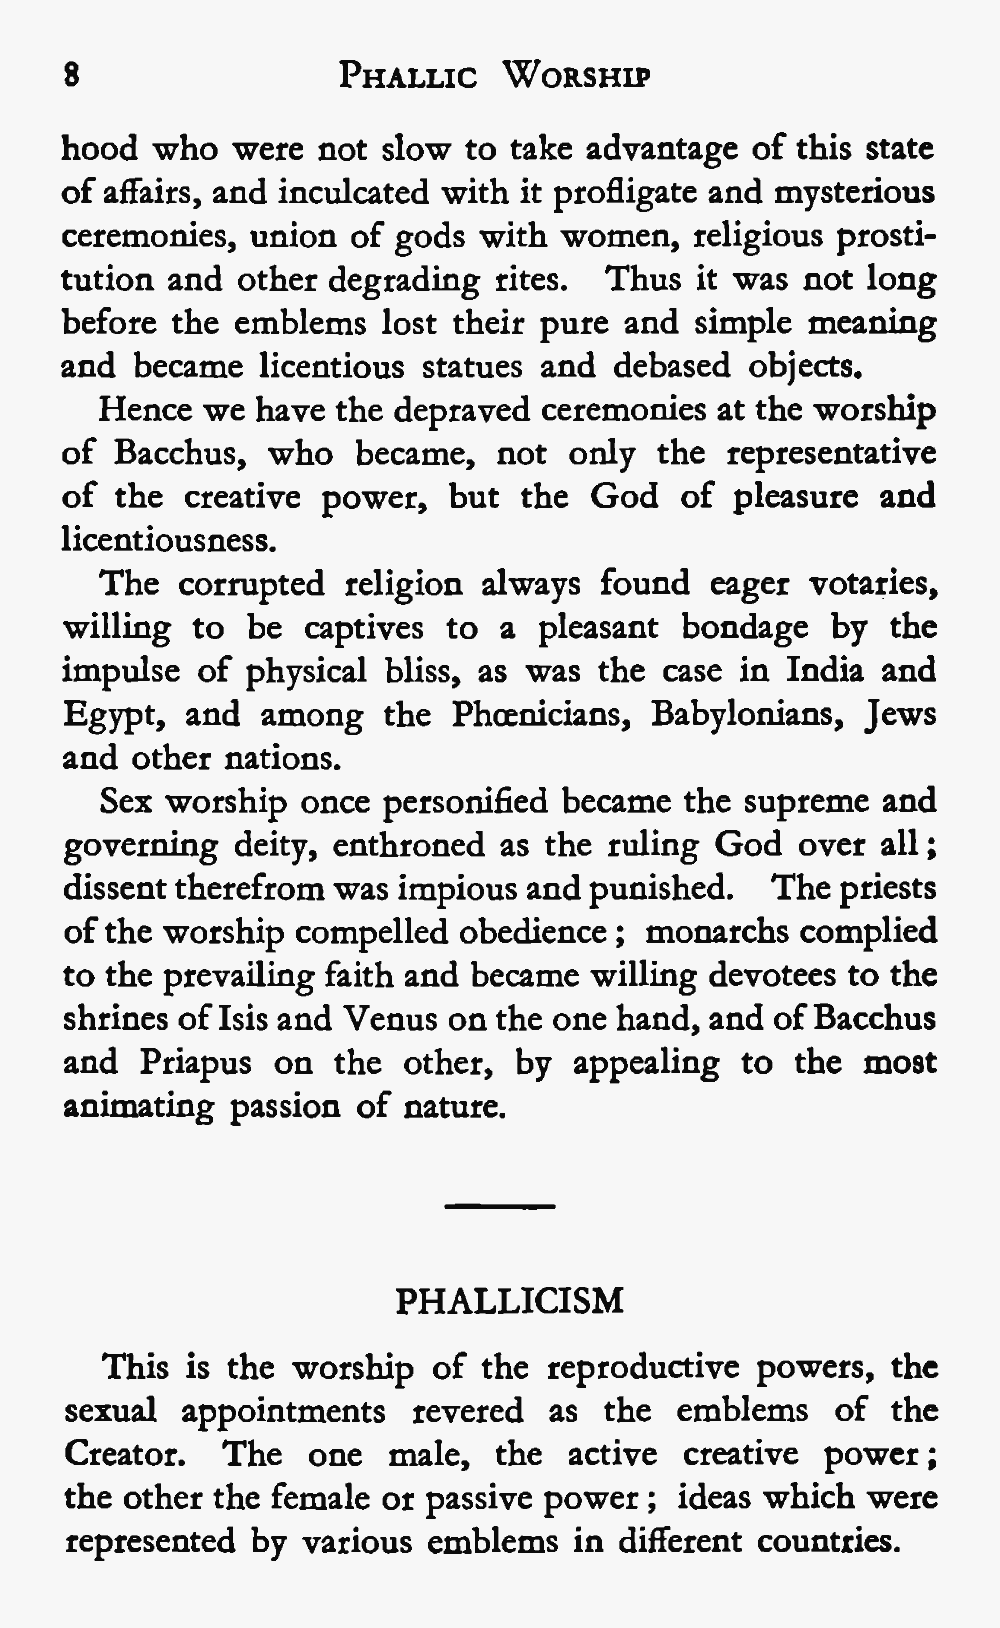 8 Phallic Worship
hood who were not slow to take advantage of this state
of affairs, and inculcated with it profligate and mysterious
ceremonies, union of gods with women, religious prosti-
tution and other degrading rites. Thus it was not long
before the emblems lost their pure and simple meaning
and became licentious statues and debased objects.
Hence we have the depraved ceremonies at the worship
of Bacchus, who became, not only the representative
of the creative power, but the God of pleasure and
licentiousness.
The corrupted religion always found eager votaries,
willing to be captives to a pleasant bondage by the
impulse of physical bliss, as was the case in India and
Egypt, and among the Phœnicians, Babylonians, Jews
and other nations.
Sex worship once personified became the supreme and
governing deity, enthroned as the ruling God over all ;
dissent therefrom was impious and punished. The priests
of the worship compelled obedience ; monarchs complied
to the prevailing faith and became willing devotees to the
shrines of Isis and Venus on the one hand, and of Bacchus
and Priapus on the other, by appealing to the most
animating passion of nature.
PHALLICISM
This is the worship of the reproductive powers, the
sexual appointments revered as the emblems of the
Creator. The one male, the active creative power ;
the other the female or passive power ; ideas which were
represented by various emblems in different countries.